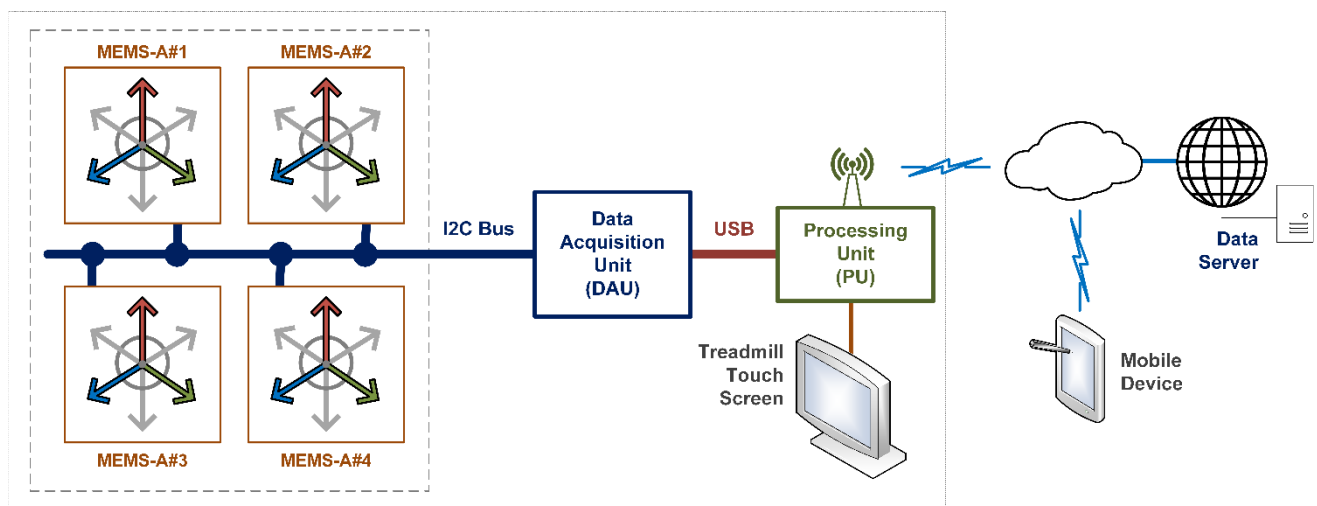 MEMS-A#1
MEMS-A#2
I2C Bus
Data
Acquisition
Unit
(DAU)
USB
Processing
Unit
(PU)
Data
Server
Treadmill
Touch
Screen
Mobile
Device
MEMS-A#3
MEMS-A#4